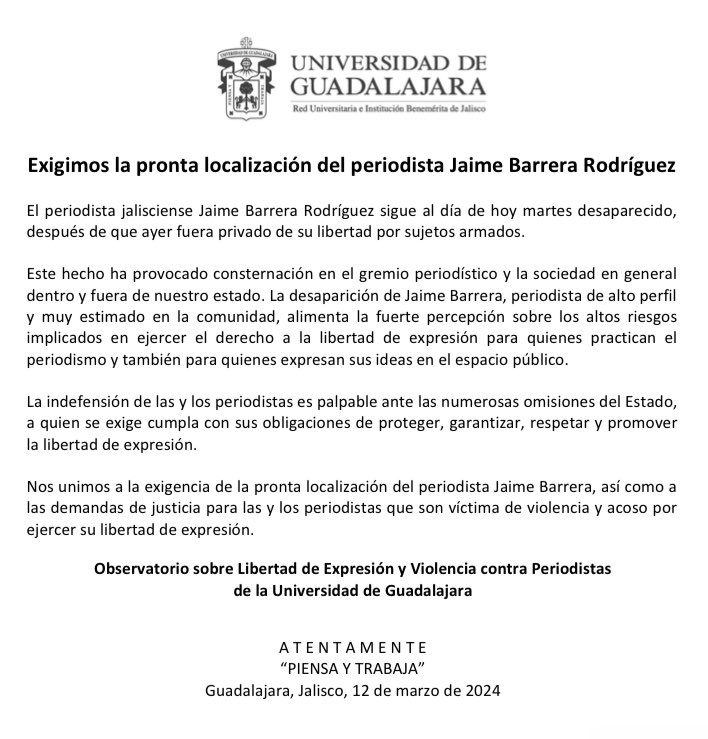 UNIVERSIDAD DE
GUADALAJARA
Red Universitaria e Institución Benemérita de Jalisco
Exigimos la pronta localización del periodista Jaime Barrera Rodríguez
El periodista jalisciense Jaime Barrera Rodríguez sigue al día de hoy martes desaparecido,
después de que ayer fuera privado de su libertad por sujetos armados.
Este hecho ha provocado consternación en el gremio periodístico y la sociedad en general
dentro y fuera de nuestro estado. La desaparición de Jaime Barrera, periodista de alto perfil
y muy estimado en la comunidad, alimenta la fuerte percepción sobre los altos riesgos
implicados en ejercer el derecho a la libertad de expresión para quienes practican el
periodismo y también para quienes expresan sus ideas en el espacio público.
La indefensión de las y los periodistas es palpable ante las numerosas omisiones del Estado,
a quien se exige cumpla con sus obligaciones de proteger, garantizar, respetar y promover
la libertad de expresión.
Nos unimos a la exigencia de la pronta localización del periodista Jaime Barrera, así como a
las demandas de justicia para las y los periodistas que son víctima de violencia y acoso por
ejercer su libertad de expresión.
Observatorio sobre Libertad de Expresión y Violencia contra Periodistas
de la Universidad de Guadalajara
A T E N T A M E N T E
“PIENSA Y TRABAJA”
Guadalajara, Jalisco, 12 de marzo de 2024